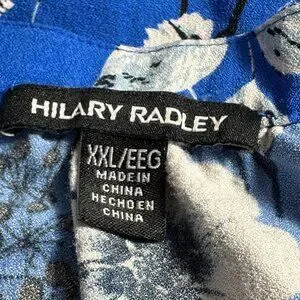 HILARY RADLEY
XXL/EEG
MADE IN
CHINA
HECHO EN
CHINA